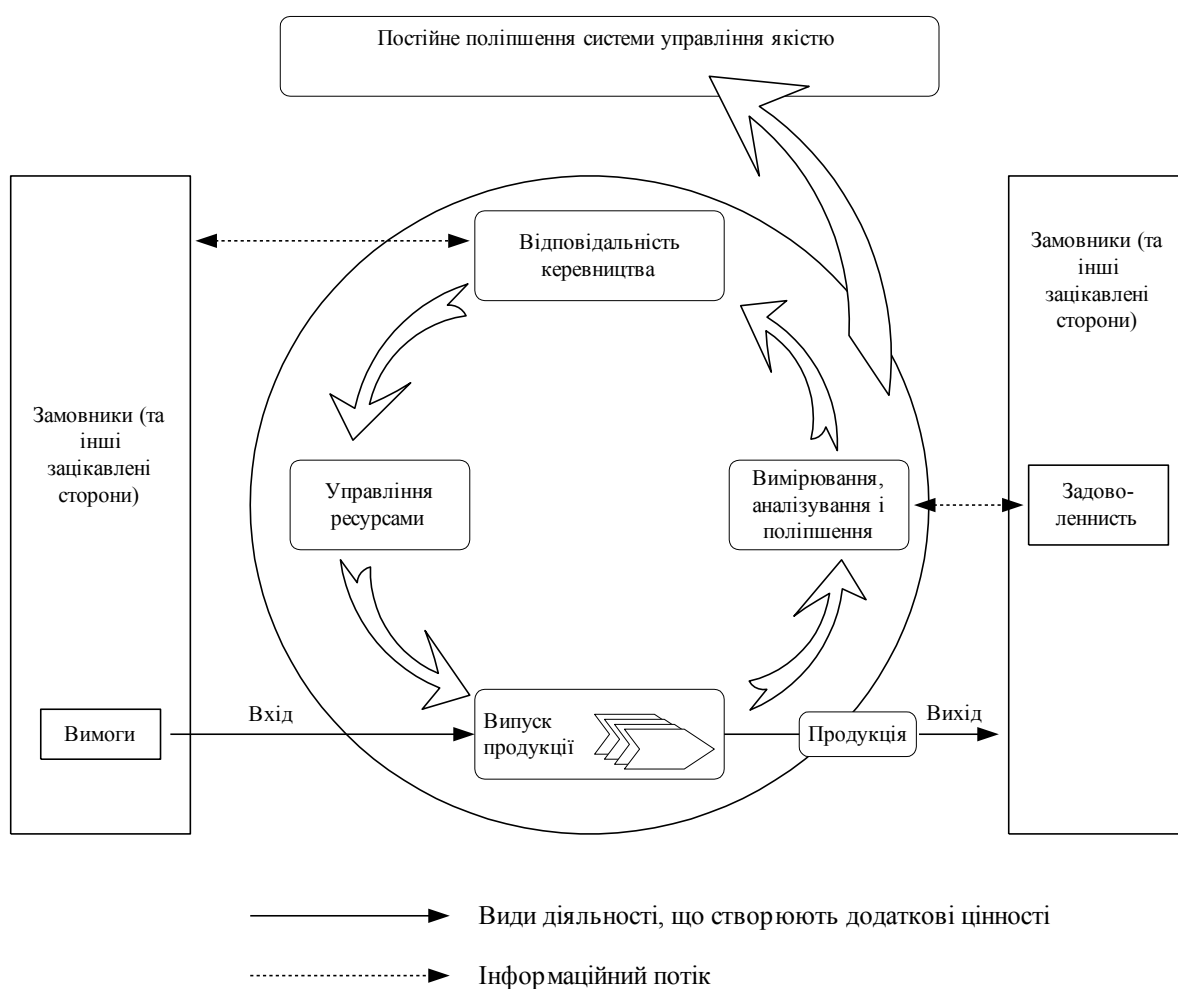 Постійне поліпшення системи управління якістю
Відповідальність
керевництва
Замовники (та
інші
зацікавлені
сторони)
Замовники (та
інші
зацікавлені
сторони)
Управління
ресурсами
Вимірювання,
аналізування і
поліпшення
Задово-
леннисть
Вимоги
Вхід
Випуск
продукції
Продукція
Вихід
Види діяльності, що створюють додаткові цінності
Інформаційний потік